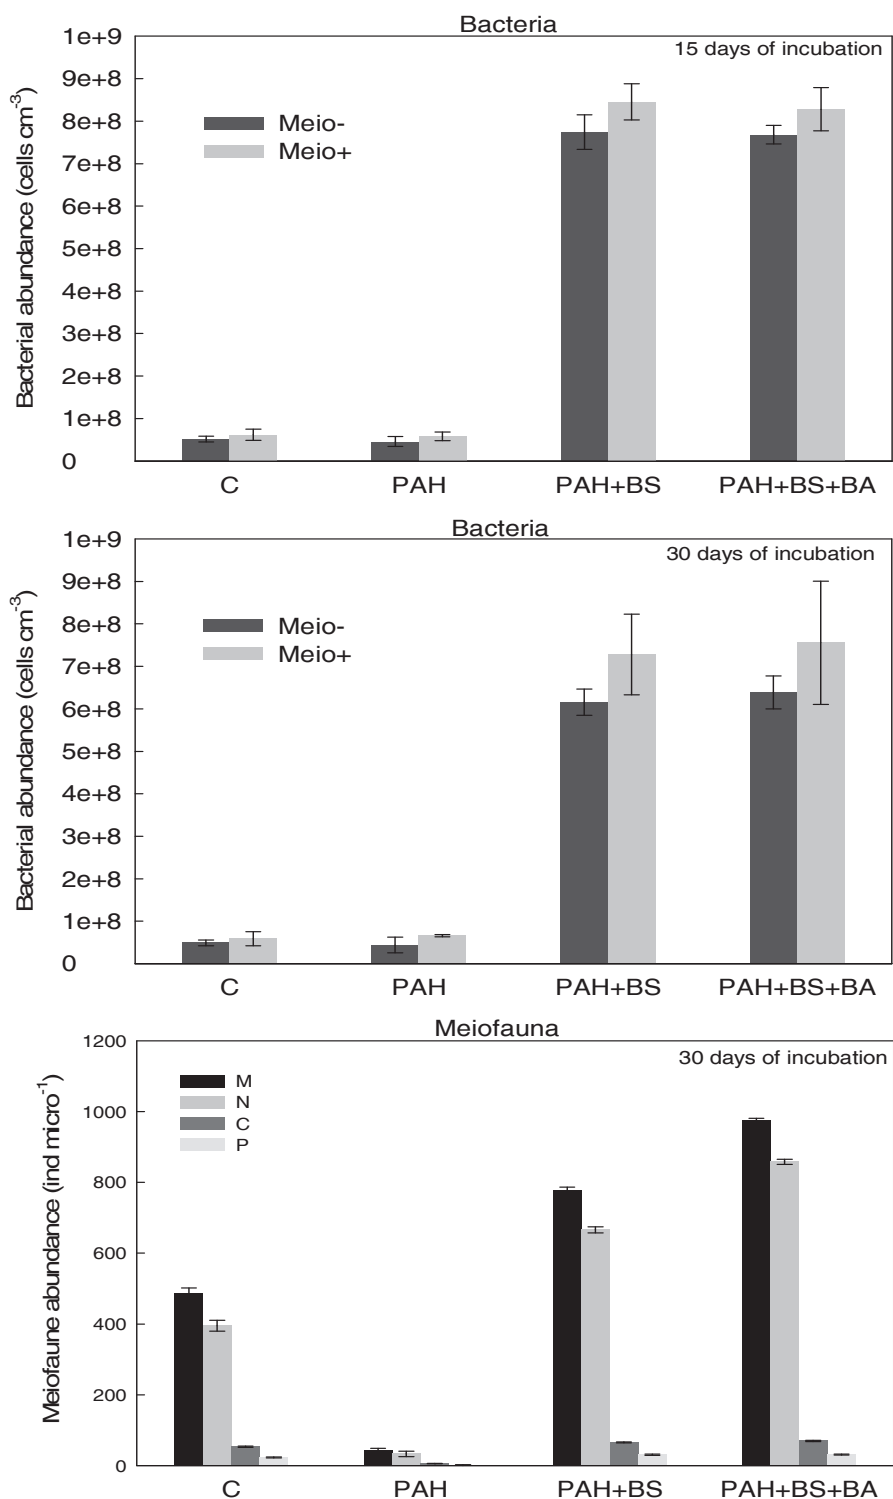 Bacteria
15 days of incubation
Bacterial abundance (cells cm-3)
1e+9
9e+8
8e+8
7e+8
6e+8
5e+8
4e+8
3e+8
2e+8
1e+8
0
Meio-
Meio+
C PAH PAH+BS PAH+BS+BA
Bacteria
30 days of incubation
Bacterial abundance (cells cm-3)
1e+9
9e+8
8e+8
7e+8
6e+8
5e+8
4e+8
3e+8
2e+8
1e+8
0
Meio-
Meio+
C PAH PAH+BS PAH+BS+BA
Meiofauna
30 days of incubation
Meiofaune abundance (ind micro-1)
1200
1000
800
600
400
200
0
M
N
C
P
C PAH PAH+BS PAH+BS+BA